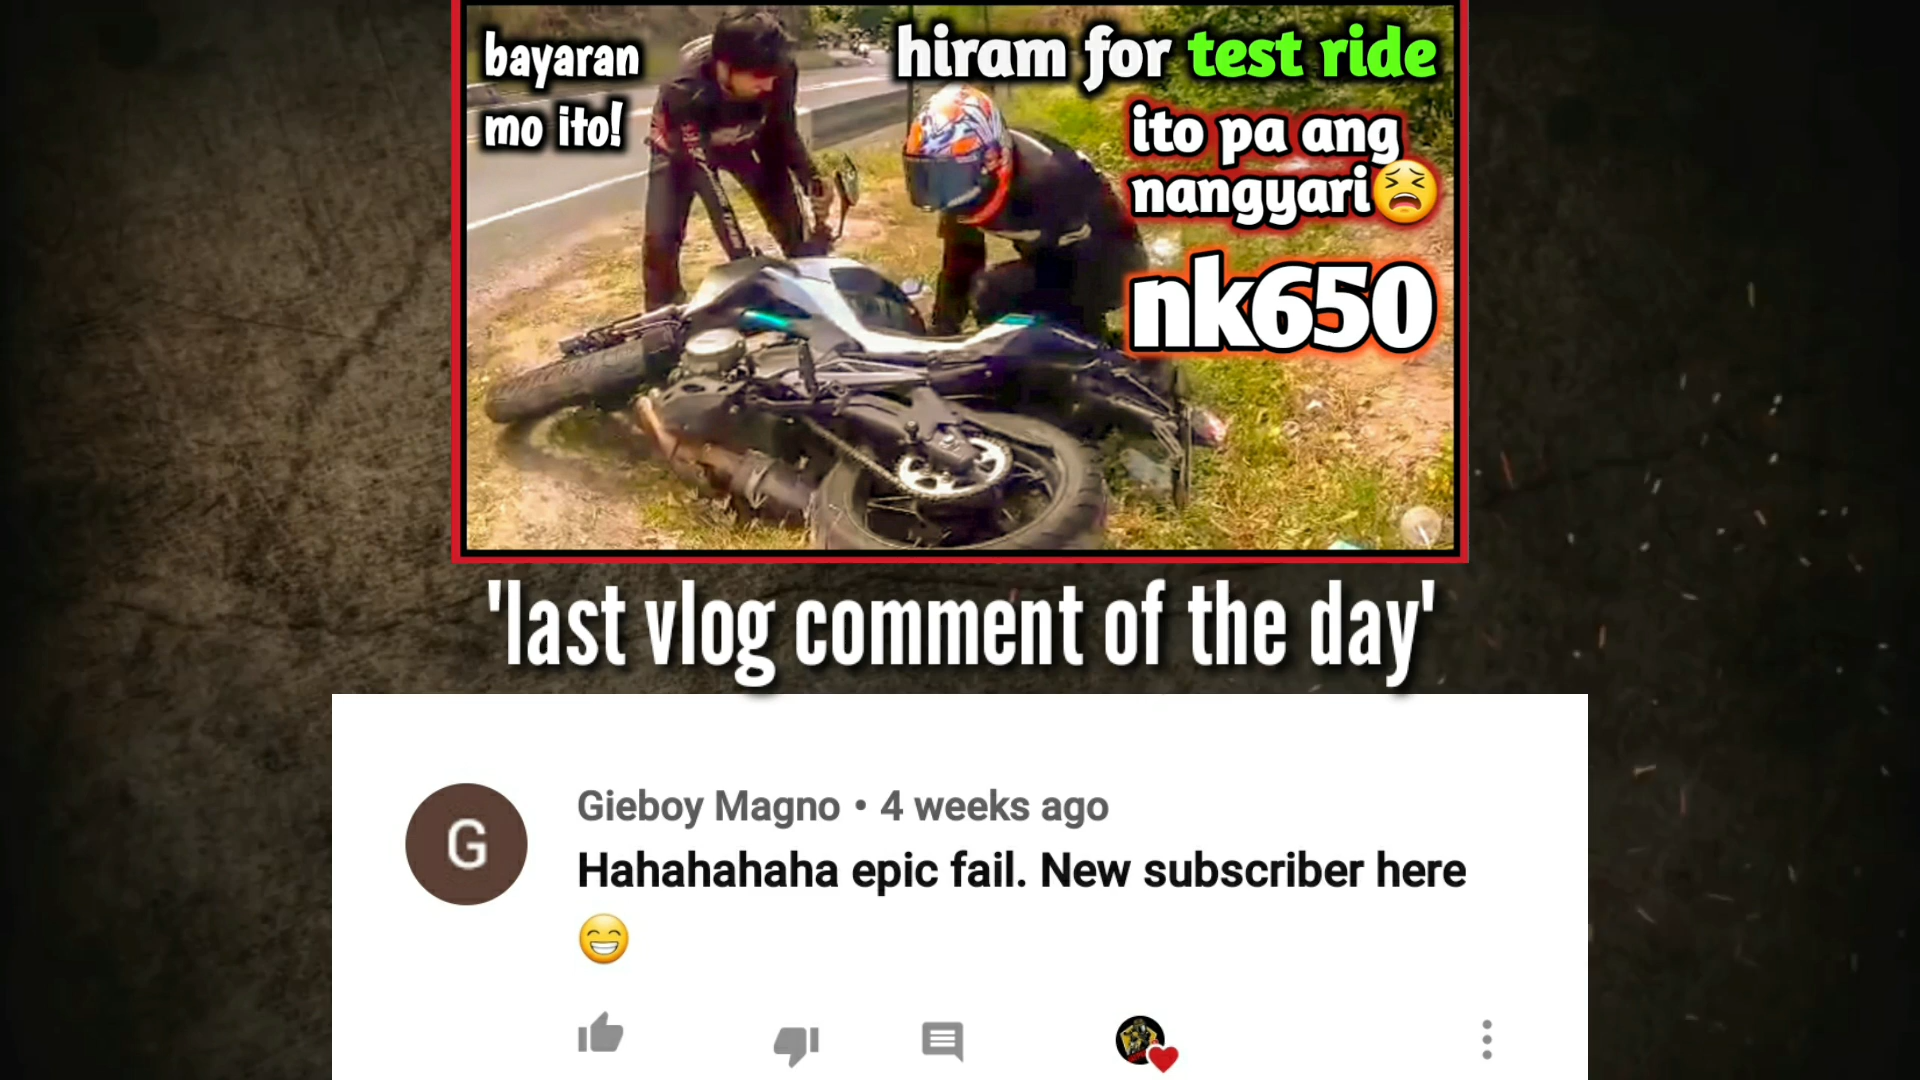 bayaran
mo ito!
hiram for test ride
ito pa ang
nangyari😫
nk650
'last vlog comment of the day'
G
Gieboy Magno • 4 weeks ago
Hahahahaha epic fail. New subscriber here
😁